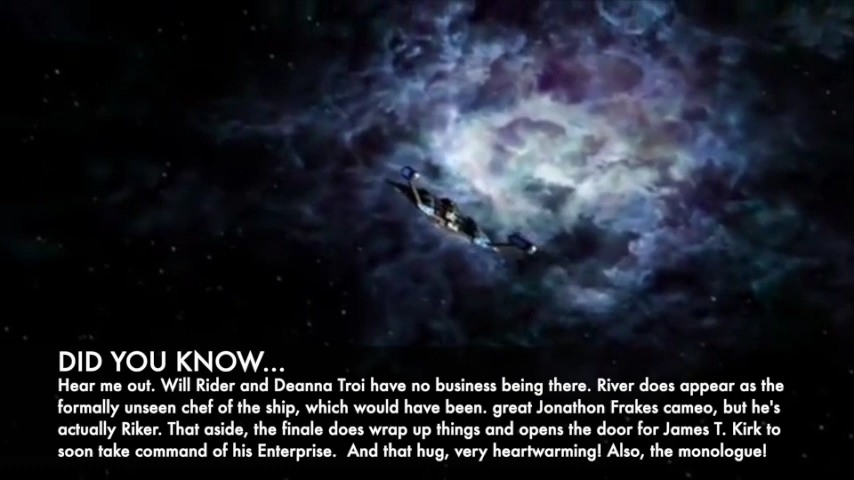 DID YOU KNOW...
Hear me out. Will Rider and Deanna Troi have no business being there. River does appear as the
formally unseen chef of the ship, which would have been. great Jonathon Frakes cameo, but he's
actually Riker. That aside, the finale does wrap up things and opens the door for James T. Kirk to
soon take command of his Enterprise.  And that hug, very heartwarming! Also, the monologue!